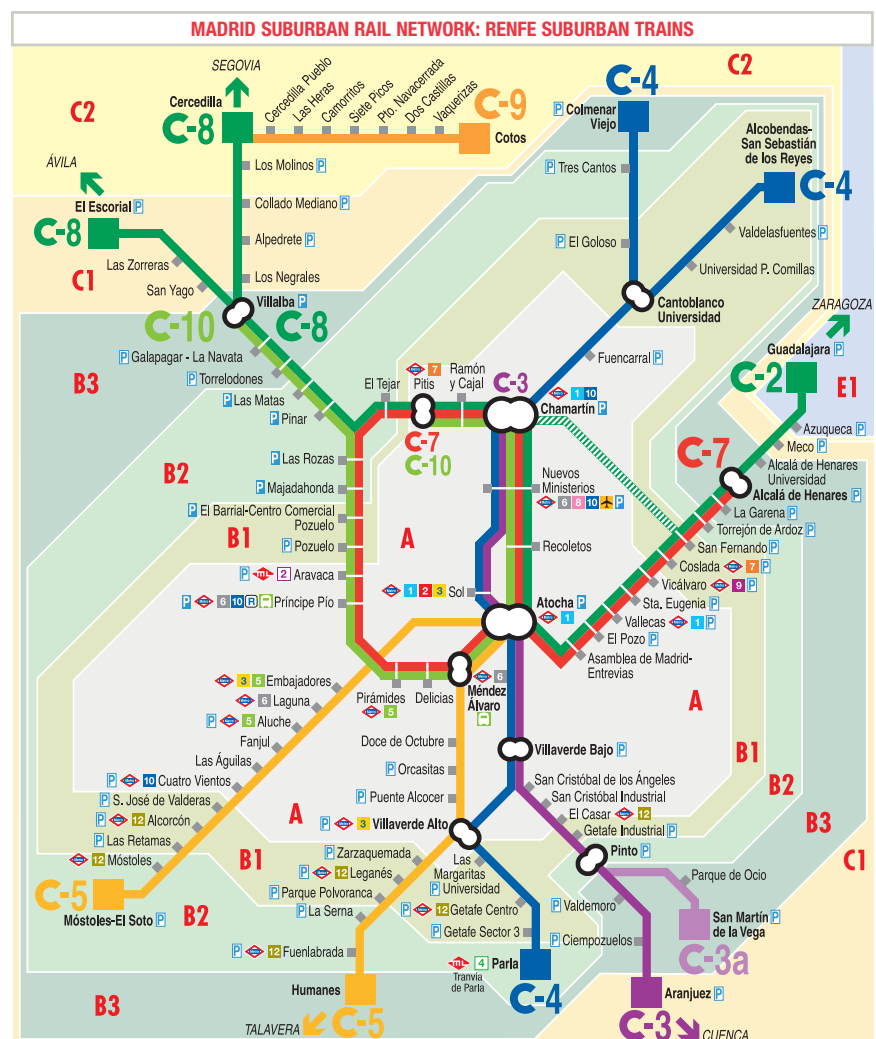 MADRID SUBURBAN RAIL NETWORK: RENFE SUBURBAN TRAINS
SEGOVIA
C2
Cercedilla
C-8
Cercedilla Pueblo
Las Heras
Camorritos
Siete Picos
Pto. Navacerrada
Dos Castillas
Vaquerizas
C-9
Cotos
C-4
Colmenar
Viejo
P
C2
Alcobendas-
San Sebastián
de los Reyes
C-4
Los Molinos P
Collado Mediano P
Alpedrete P
Los Negrales
ÁVILA
El Escorial P
C-8
Las Zorreras
San Yago
C1
Villalba P
C-10
C-8
P Tres Cantos
P El Goloso
Valdelasfuentes P
Universidad P. Comillas
Cantoblanco
Universidad
ZARAGOZA
Guadalajara P
C-2
E1
B3
P Galapagar - La Navata
P Torrelodones
P Las Matas
P Pinar
El Tejar
7
Pitis
Ramón
y Cajal
C-3
Fuencarral P
1 10
Chamartín P
C-7
C-10
C-7
Azuqueca P
Meco P
Alcalá de Henares
Universidad
Alcalá de Henares P
La Garena P
Torrejón de Ardoz P
San Fernando P
Coslada 7 P
Vicálvaro 9 P
Sta. Eugenia P
Vallecas 1 P
El Pozo P
Asamblea de Madrid-
Entrevias
B2
P Las Rozas
P Majadahonda
P El Barrial-Centro Comercial
Pozuelo
B1
P Pozuelo
P mL 2 Aravaca
P 6 10 R Príncipe Pío
A
Nuevos
Ministerios
6 8 10 P
Recoletos
1 2 3 Sol
Atocha P
1
3 5 Embajadores
6 Laguna
P 5 Aluche
Fanjul
Las Águilas
P 10 Cuatro Vientos
P S. José de Valderas
P 12 Alcorcón
P Las Retamas
12 Móstoles
C-5
Móstoles-El Soto P
Pirámides
5
Delicias
6
Méndez
Álvaro
A
B1
B2
B3
C1
Doce de Octubre
P Orcasitas
P Puente Alcocer
P 3 Villaverde Alto
Villaverde Bajo P
San Cristóbal de los Ángeles
San Cristóbal Industrial
El Casar 12
Getafe Industrial P
Pinto P
A
B1
B2
B3
P Zarzaquemada
P 12 Leganés
P Parque Polvoranca
P La Serna
P 12 Fuenlabrada
Humanes
C-5
TALAVERA
Las
Margaritas
P Universidad
P 12 Getafe Centro
P Getafe Sector 3
mL 4 Parla
Tranvía
de Parla
C-4
Parque de Ocio
San Martín P
de la Vega
C-3a
P Valdemoro
P Ciempozuelos
Aranjuez P
C-3
CUENCA